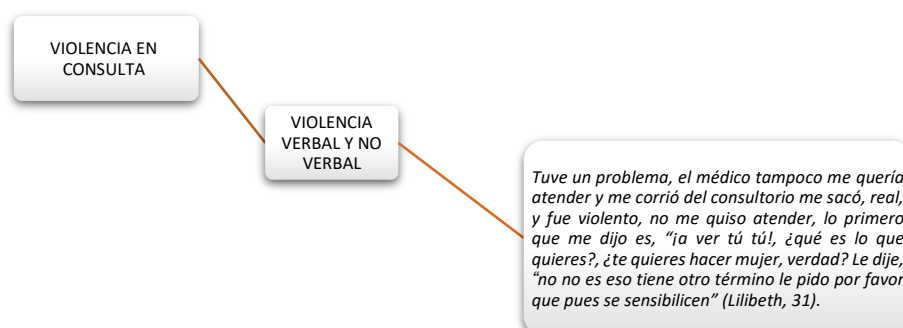 VIOLENCIA EN
CONSULTA
VIOLENCIA
VERBAL Y NO
VERBAL
Tuve un problema, el médico tampoco me quería
atender y me corrió del consultorio me sacó, real,
y fue violento, no me quiso atender, lo primero
que me dijo es, “¡a ver tú tú!, ¿qué es lo que
quieres?, ¿te quieres hacer mujer, verdad? Le dije,
“no no es eso tiene otro término le pido por favor
que pues se sensibilicen” (Lilibeth, 31).